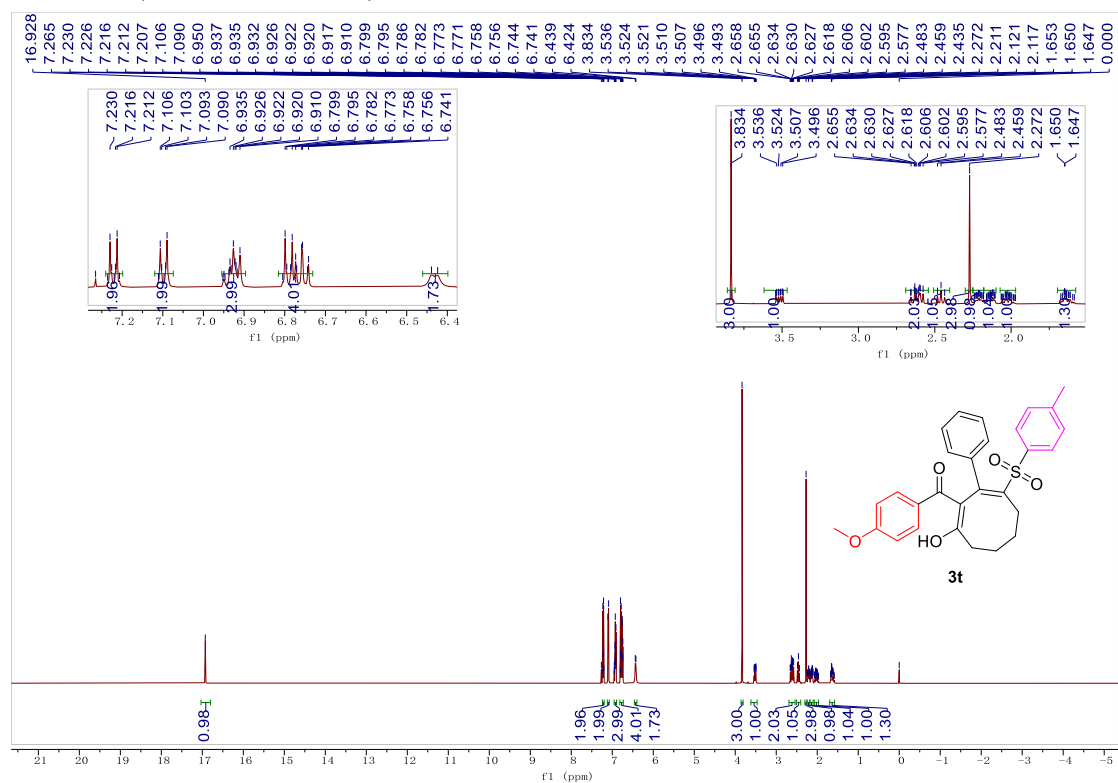 16.928 7.265 7.230 7.226 7.216 7.212 7.207 7.106 7.090 6.950 6.937 6.935 6.932 6.926 6.922 6.920 6.917 6.910 6.799 6.795 6.786 6.782 6.773 6.771 6.758 6.756 6.744 6.741 6.439 6.424 3.834 3.536 3.524 3.521 3.510 3.507 3.496 3.493 2.658 2.655 2.634 2.630 2.627 2.618 2.606 2.602 2.595 2.577 2.483 2.459 2.435 2.272 2.211 2.121 2.117 1.653 1.650 1.647 0.000
7.230 7.216 7.212 7.106 7.103 7.093 7.090 6.935 6.926 6.922 6.920 6.910 6.799 6.795 6.782 6.773 6.758 6.756 6.741
1.96 1.99 2.99 4.01 1.73
7.2 7.1 7.0 6.9 6.8 6.7 6.6 6.5 6.4
f1 (ppm)
3.834 3.536 3.524 3.507 3.496 2.655 2.634 2.630 2.627 2.618 2.606 2.602 2.595 2.577 2.483 2.459 2.272 1.650 1.647
3.00 1.00 2.03 1.05 2.98 0.98 1.04 1.00 1.30
3.5 3.0 2.5 2.0
f1 (ppm)
O
O
S
O
O
HO
3t
0.98 1.96 1.99 2.99 4.01 1.73 3.00 1.00 2.03 1.05 2.98 0.98 1.04 1.00 1.30
21 20 19 18 17 16 15 14 13 12 11 10 9 8 7 6 5 4 3 2 1 0 -1 -2 -3 -4 -5
f1 (ppm)